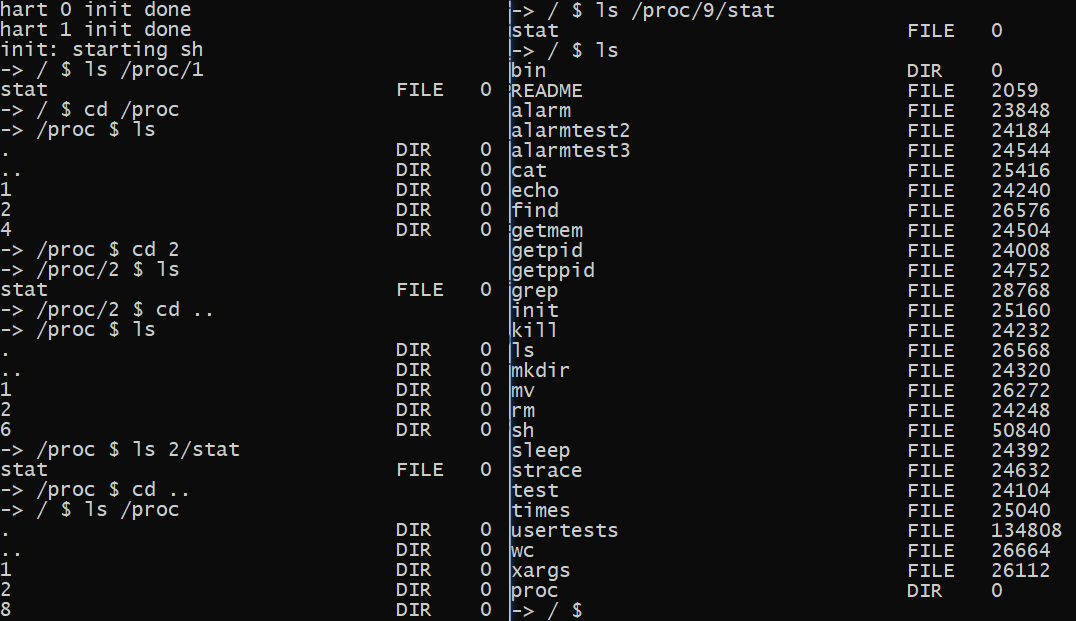 hart 0 init done
hart 1 init done
init: starting sh
-> / $ ls /proc/1
stat FILE 0
-> / $ cd /proc
-> /proc $ ls
. DIR 0
.. DIR 0
1 DIR 0
2 DIR 0
4 DIR 0
-> /proc $ cd 2
-> /proc/2 $ ls
stat FILE 0
-> /proc/2 $ cd ..
-> /proc $ ls
. DIR 0
.. DIR 0
1 DIR 0
2 DIR 0
6 DIR 0
-> /proc $ ls 2/stat
stat FILE 0
-> /proc $ cd ..
-> / $ ls /proc
. DIR 0
.. DIR 0
1 DIR 0
2 DIR 0
8 DIR 0
-> / $ ls /proc/9/stat
stat FILE 0
-> / $ ls
bin DIR 0
README FILE 2059
alarm FILE 23848
alarmtest2 FILE 24184
alarmtest3 FILE 24544
cat FILE 25416
echo FILE 24240
find FILE 26576
getmem FILE 24504
getpid FILE 24008
getppid FILE 24752
grep FILE 28768
init FILE 25160
kill FILE 24232
ls FILE 26568
mkdir FILE 24320
mv FILE 26272
rm FILE 24248
sh FILE 50840
sleep FILE 24392
strace FILE 24632
test FILE 24104
times FILE 25040
usertests FILE 134808
wc FILE 26664
xargs FILE 26112
proc DIR 0
-> / $